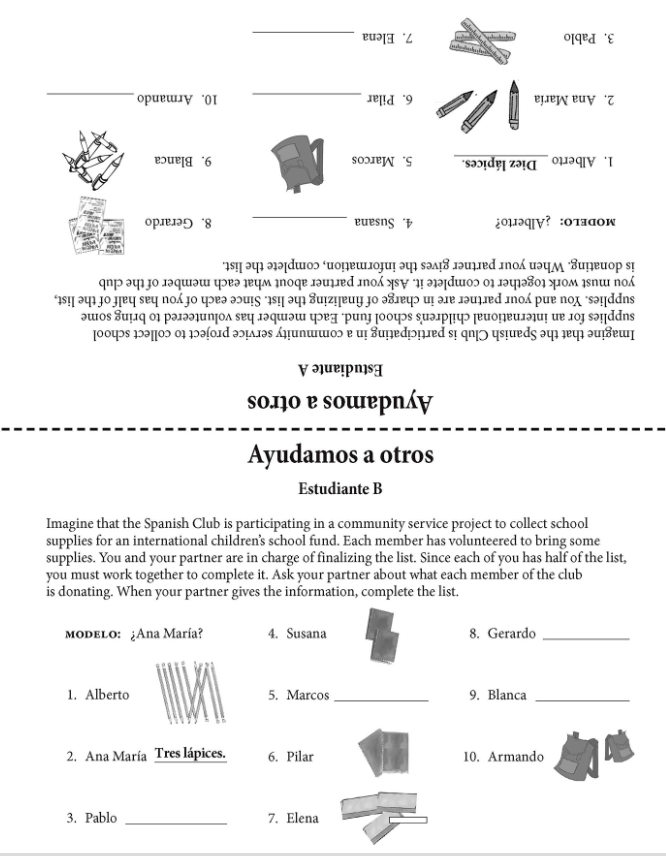 Ayudamos a otros
Estudiante A
Imagine that the Spanish Club is participating in a community service project to collect school
supplies for an international children's school fund. Each member has volunteered to bring some
supplies. You and your partner are in charge of finalizing the list. Since each of you has half of the list,
you must work together to complete it. Ask your partner about what each member of the club
is donating. When your partner gives the information, complete the list.
MODELO: ¿Alberto? 4. Susana 8. Gerardo
1. Alberto Diez lápices. 5. Marcos 9. Blanca
2. Ana María 6. Pilar 10. Armando
3. Pablo 7. Elena
Ayudamos a otros
Estudiante B
Imagine that the Spanish Club is participating in a community service project to collect school
supplies for an international children's school fund. Each member has volunteered to bring some
supplies. You and your partner are in charge of finalizing the list. Since each of you has half of the list,
you must work together to complete it. Ask your partner about what each member of the club
is donating. When your partner gives the information, complete the list.
MODELO: ¿Ana María? 4. Susana 8. Gerardo
1. Alberto 5. Marcos 9. Blanca
2. Ana María Tres lápices. 6. Pilar 10. Armando
3. Pablo 7. Elena